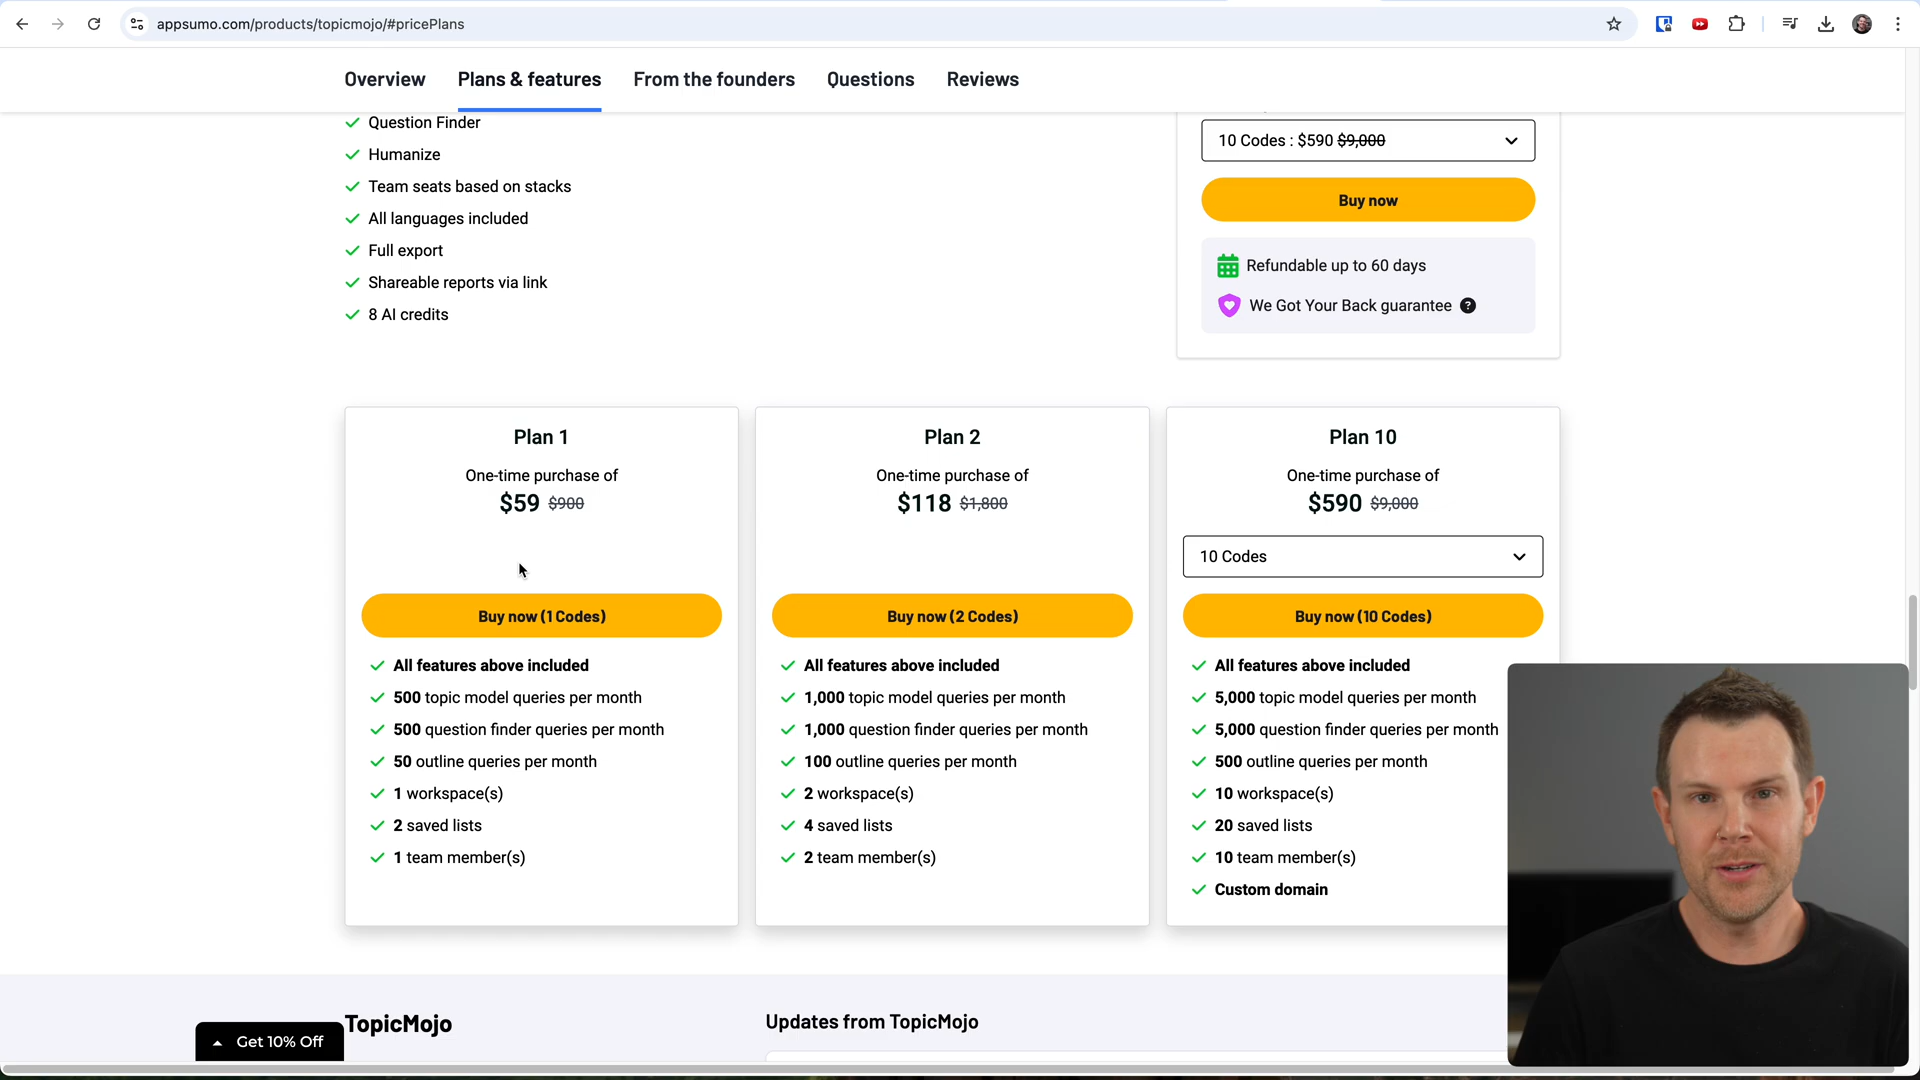 appsumo.com/products/topicmojo/#pricePlans
Overview Plans & features From the founders Questions Reviews
Question Finder
Humanize
Team seats based on stacks
All languages included
Full export
Shareable reports via link
8 AI credits
10 Codes : $590 $9,000
Buy now
Refundable up to 60 days
We Got Your Back guarantee ?
Plan 1
One-time purchase of
$59 $900
Buy now (1 Codes)
All features above included
500 topic model queries per month
500 question finder queries per month
50 outline queries per month
1 workspace(s)
2 saved lists
1 team member(s)
Plan 2
One-time purchase of
$118 $1,800
Buy now (2 Codes)
All features above included
1,000 topic model queries per month
1,000 question finder queries per month
100 outline queries per month
2 workspace(s)
4 saved lists
2 team member(s)
Plan 10
One-time purchase of
$590 $9,000
10 Codes
Buy now (10 Codes)
All features above included
5,000 topic model queries per month
5,000 question finder queries per month
500 outline queries per month
10 workspace(s)
20 saved lists
10 team member(s)
Custom domain
TopicMojo
Updates from TopicMojo
Get 10% Off